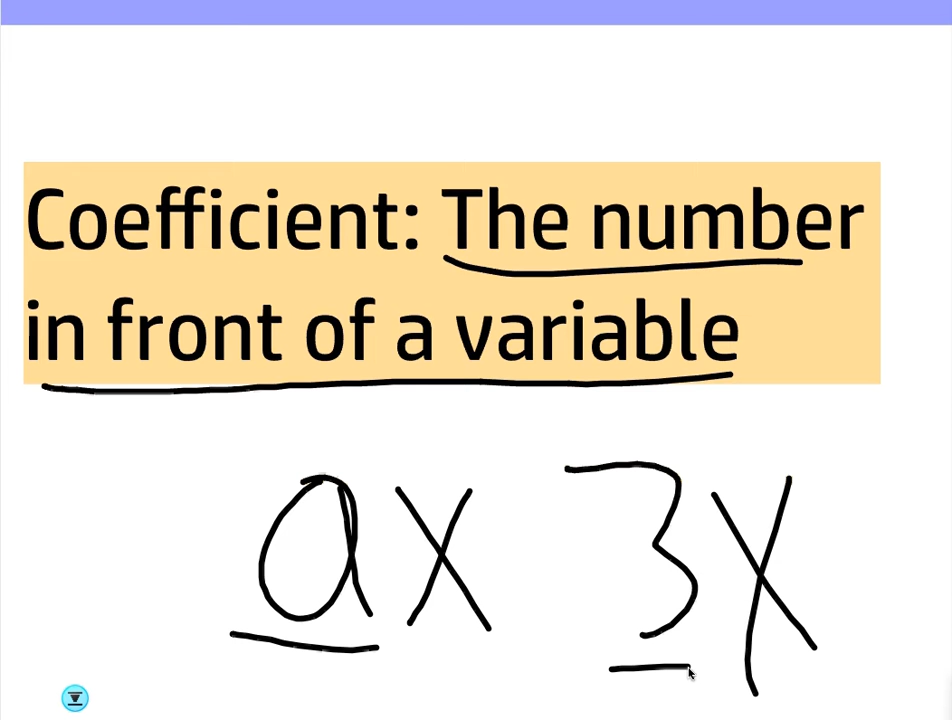 Coefficient: The number
in front of a variable
ax 3x